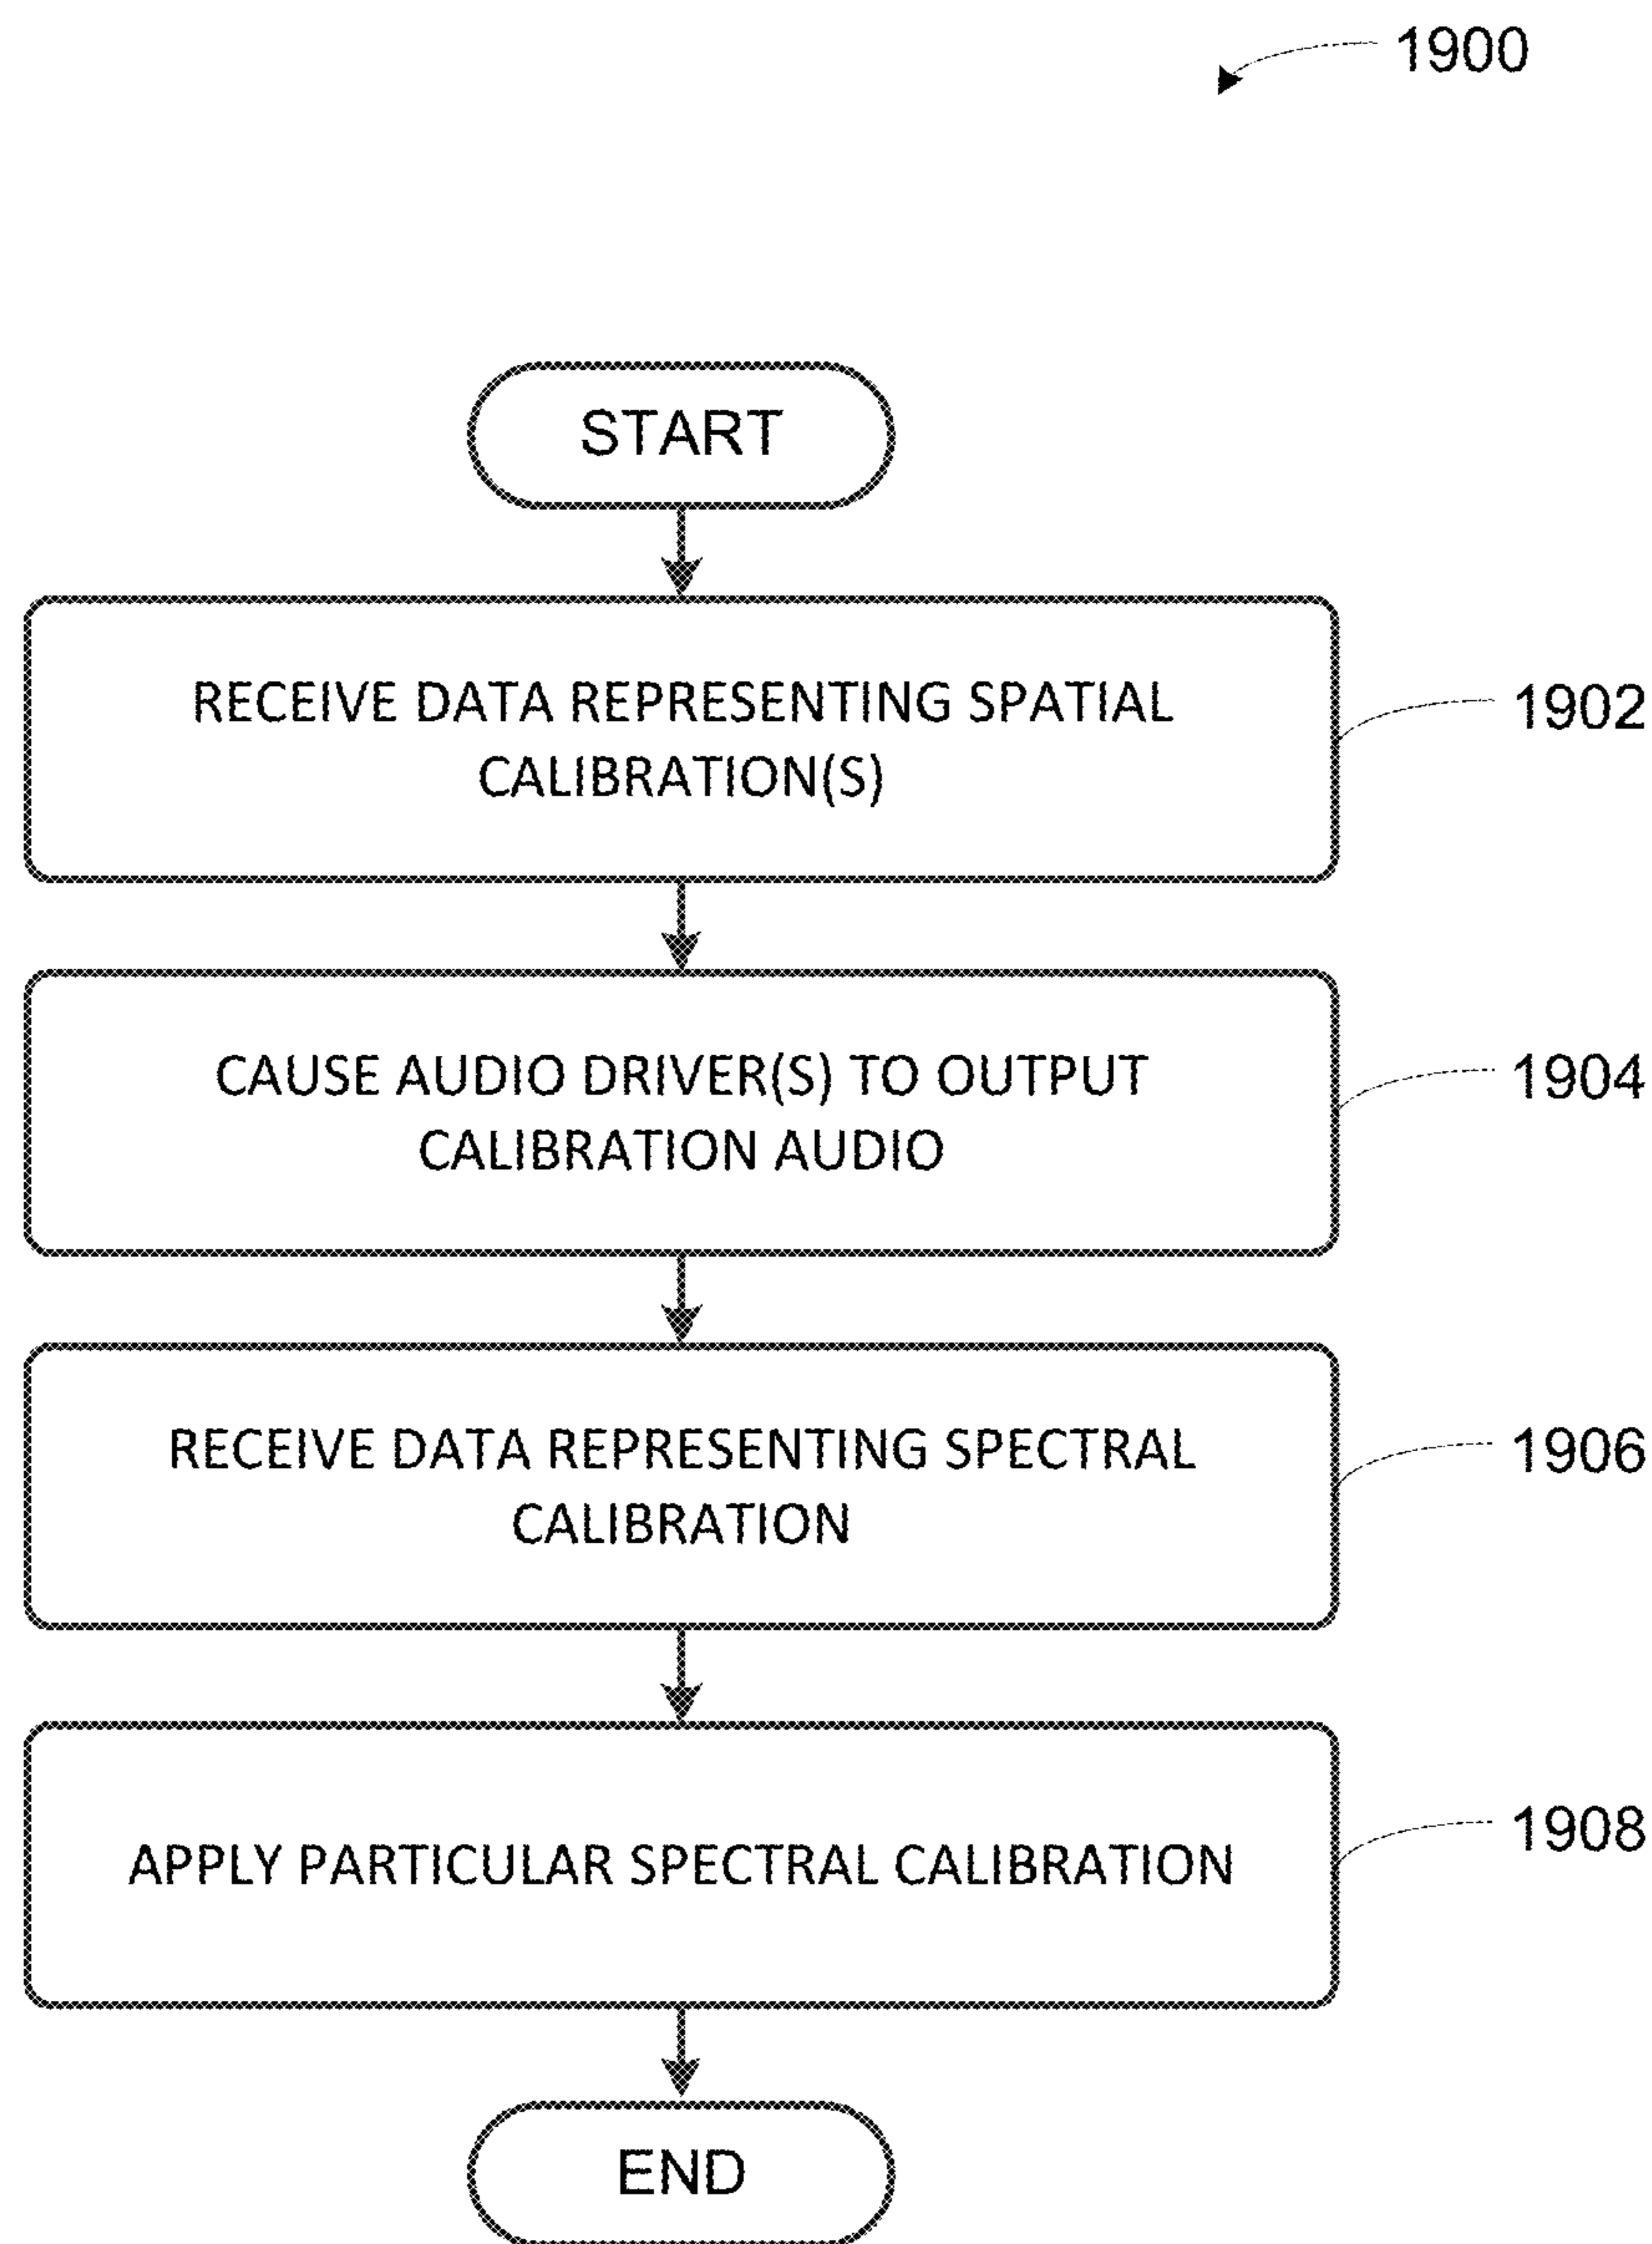 1900
START
RECEIVE DATA REPRESENTING SPATIAL
CALIBRATION(S)
1902
CAUSE AUDIO DRIVER(S) TO OUTPUT
CALIBRATION AUDIO
1904
RECEIVE DATA REPRESENTING SPECTRAL
CALIBRATION
1906
APPLY PARTICULAR SPECTRAL CALIBRATION
1908
END